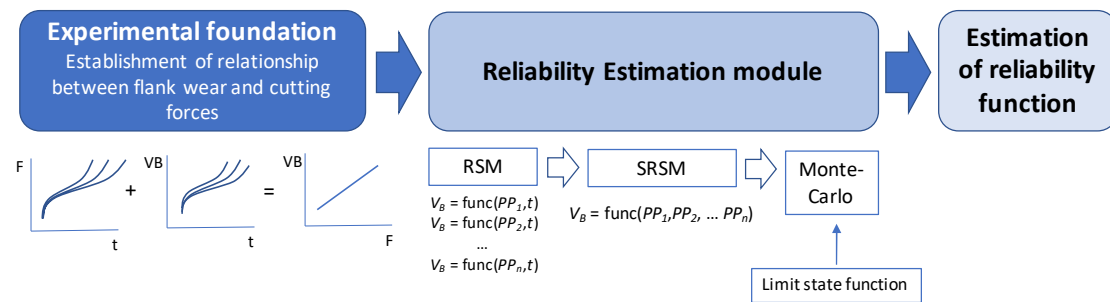 Experimental foundation
Establishment of relationship
between flank wear and cutting
forces
Reliability Estimation module
Estimation
of reliability
function
F
t
+
VB
t
=
VB
F
RSM
V_B = func(PP_1,t)
V_B = func(PP_2,t)
...
V_B = func(PP_n,t)
SRSM
V_B = func(PP_1,PP_2, ... PP_n)
Monte-
Carlo
Limit state function